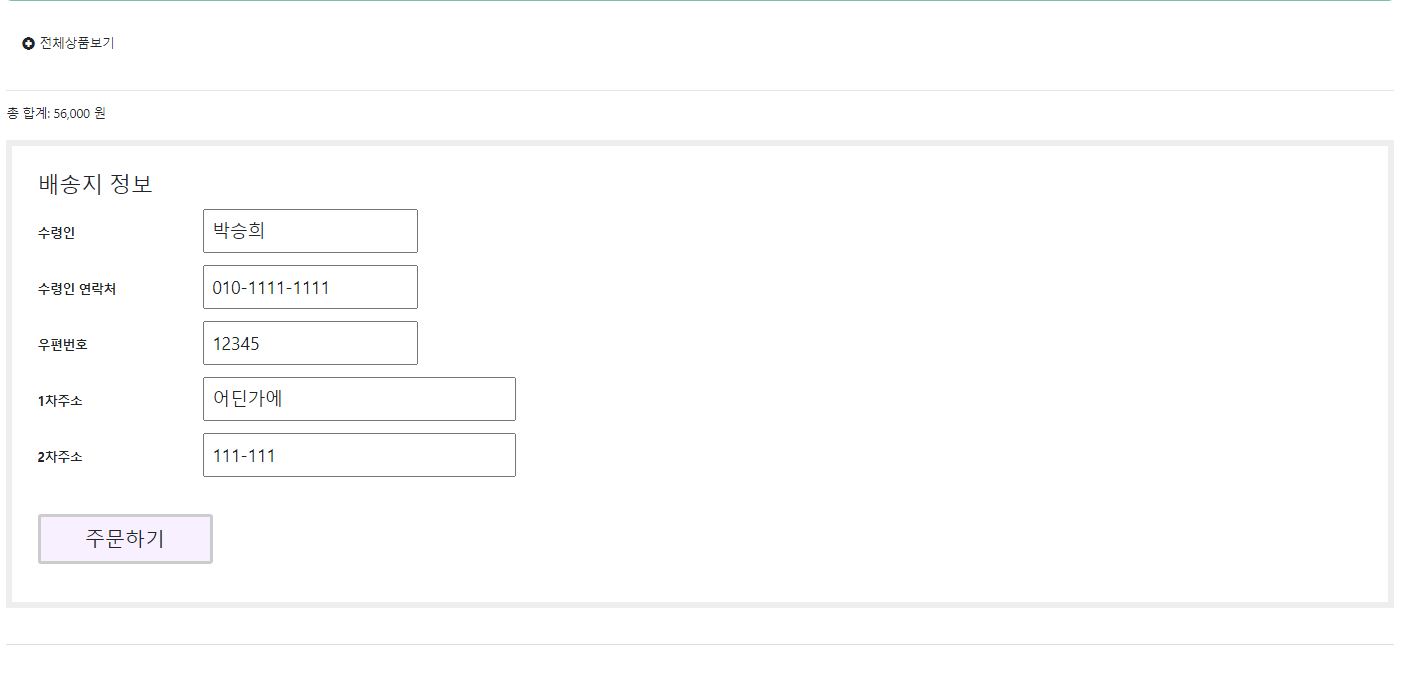 전체상품보기
총 합계: 56,000 원
배송지 정보
수령인 박승희
수령인 연락처 010-1111-1111
우편번호 12345
1차주소 어딘가에
2차주소 111-111
주문하기